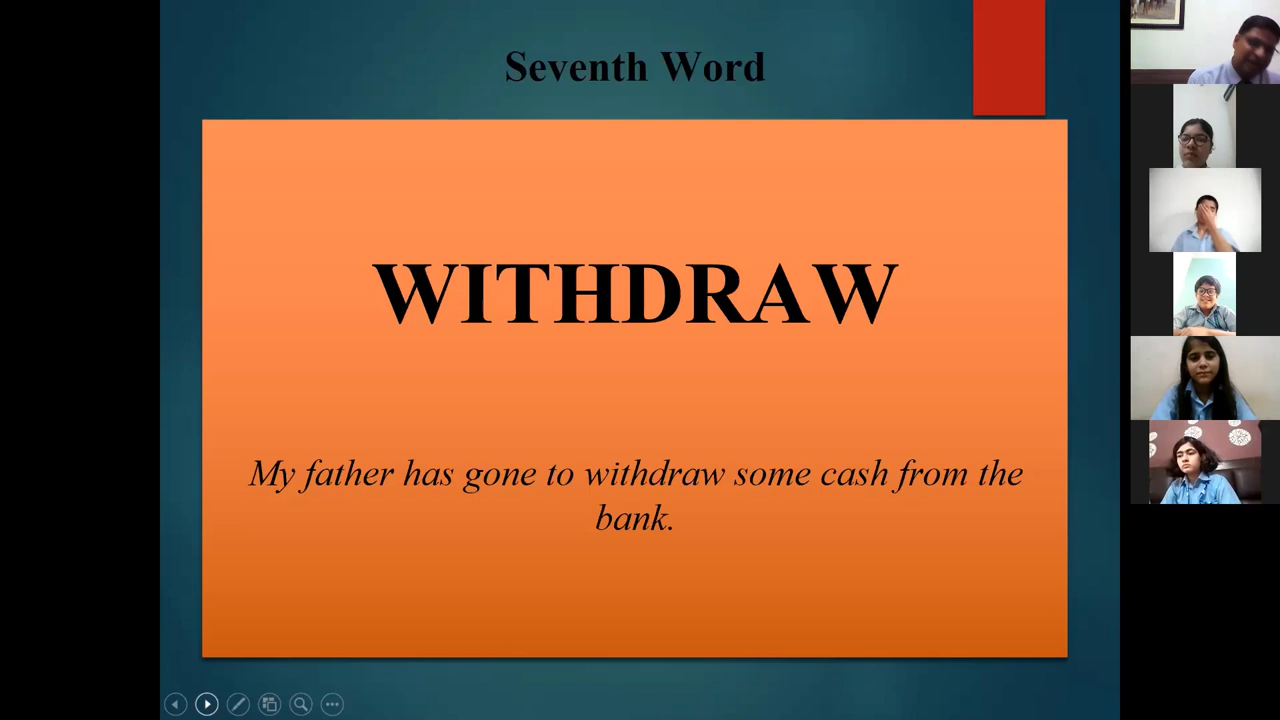 Seventh Word
WITHDRAW
My father has gone to withdraw some cash from the
bank.